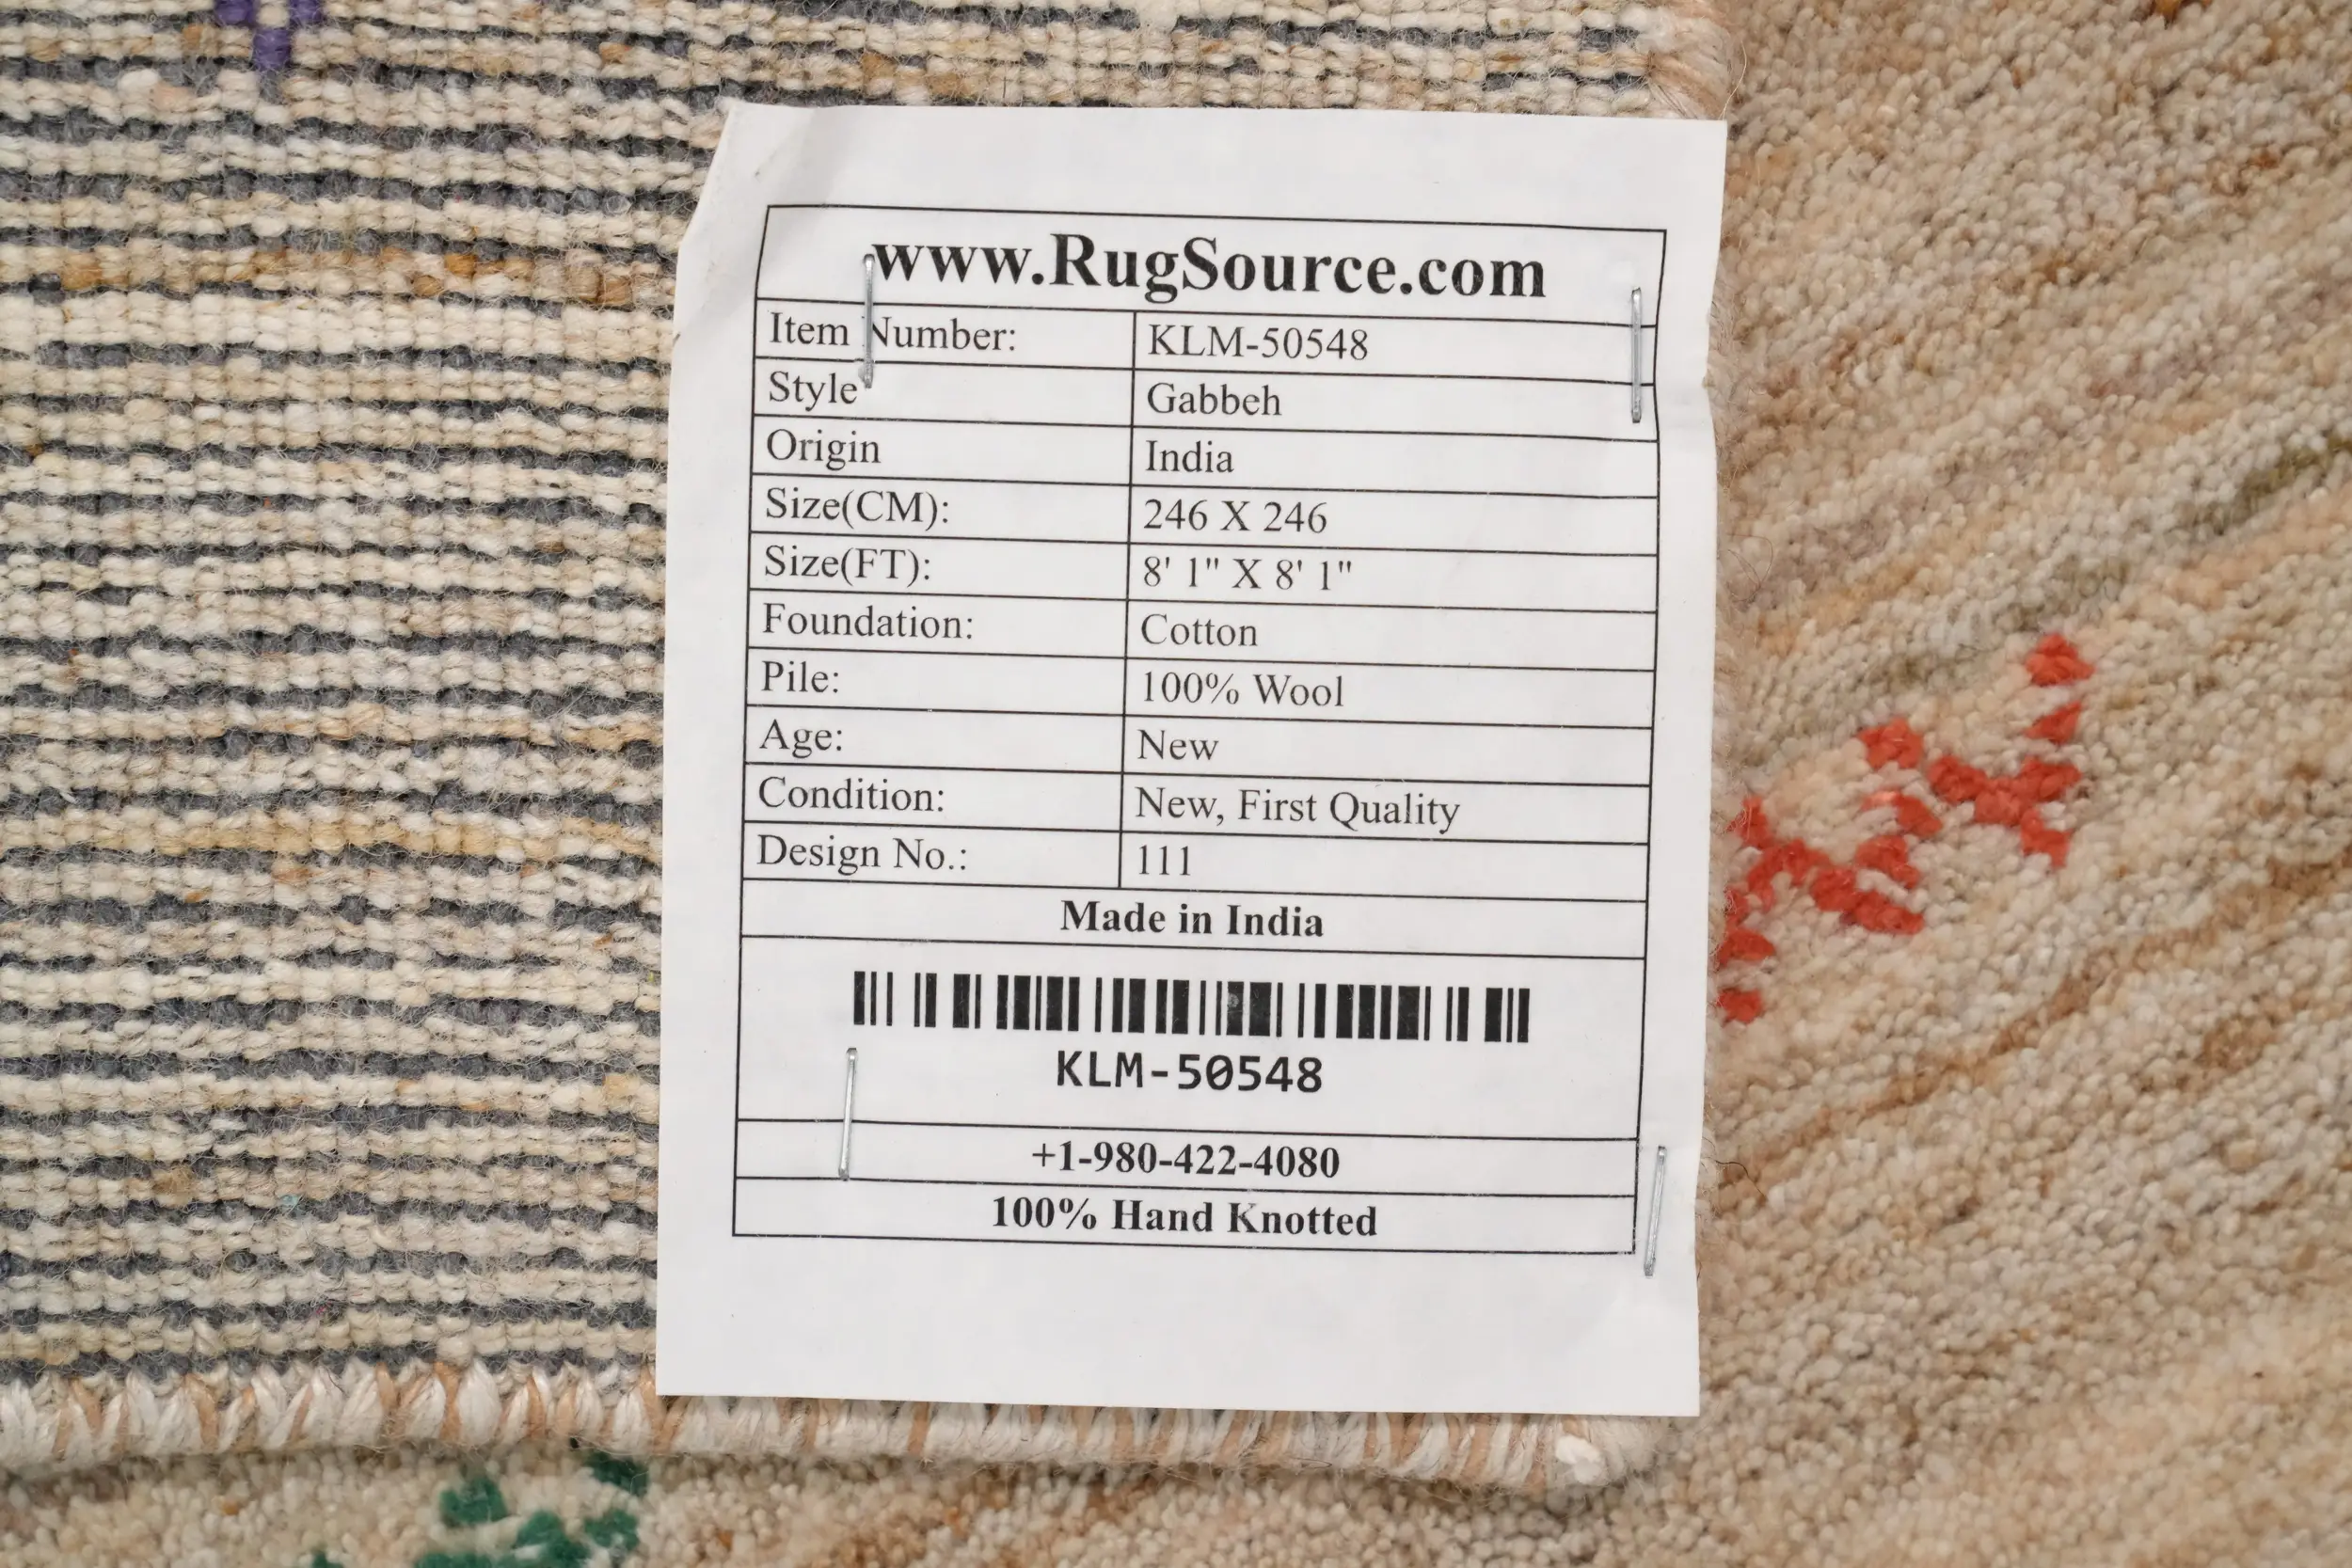 www.RugSource.com
Item Number: KLM-50548
Style Gabbeh
Origin India
Size(CM): 246 X 246
Size(FT): 8' 1" X 8' 1"
Foundation: Cotton
Pile: 100% Wool
Age: New
Condition: New, First Quality
Design No.: 111
Made in India
KLM-50548
+1-980-422-4080
100% Hand Knotted